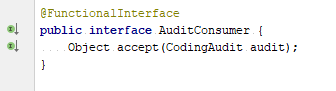 @FunctionalInterface
public interface AuditConsumer {
    Object accept(CodingAudit audit);
}